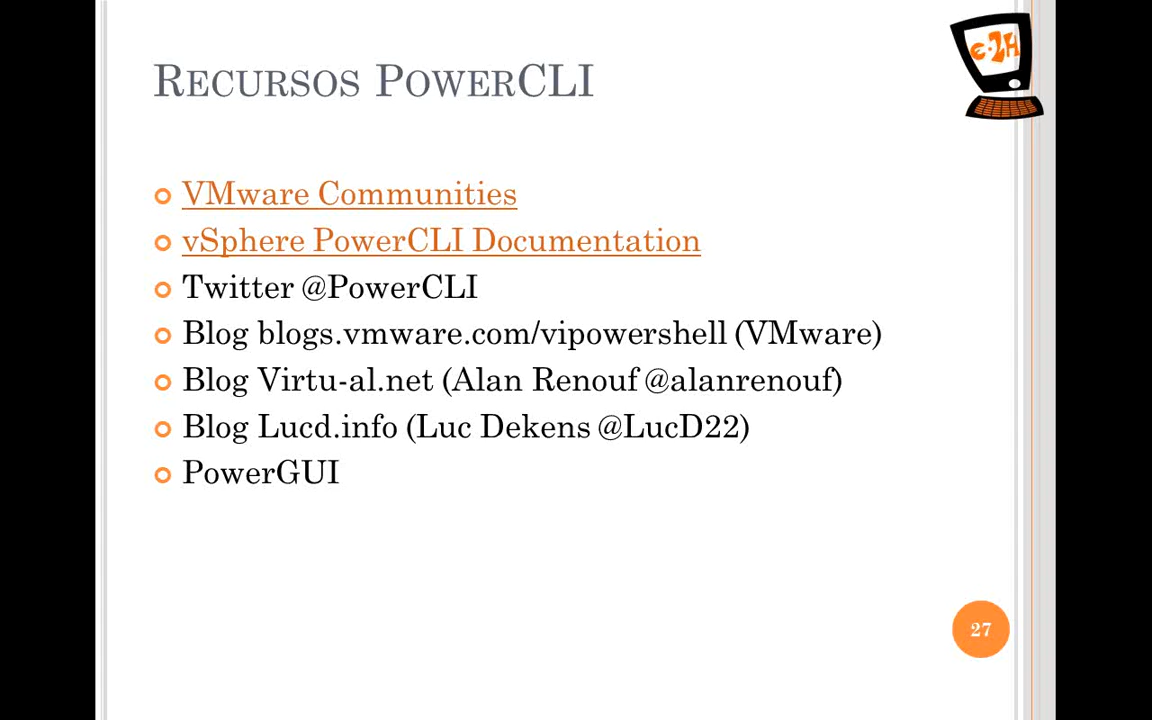 RECURSOS POWERCLI
e-2H
VMware Communities
vSphere PowerCLI Documentation
Twitter @PowerCLI
Blog blogs.vmware.com/vipowershell (VMware)
Blog Virtu-al.net (Alan Renouf @alanrenouf)
Blog Lucd.info (Luc Dekens @LucD22)
PowerGUI
27